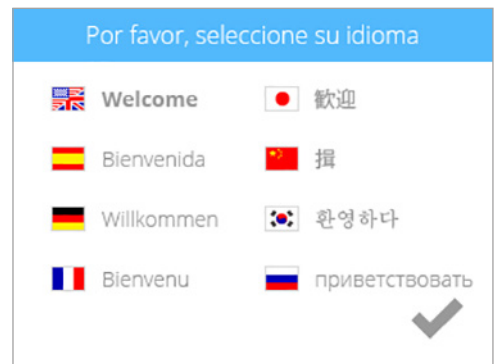 Por favor, seleccione su idioma
Welcome
歓迎
Bienvenida
揖
Willkommen
환영하다
Bienvenu
приветствовать